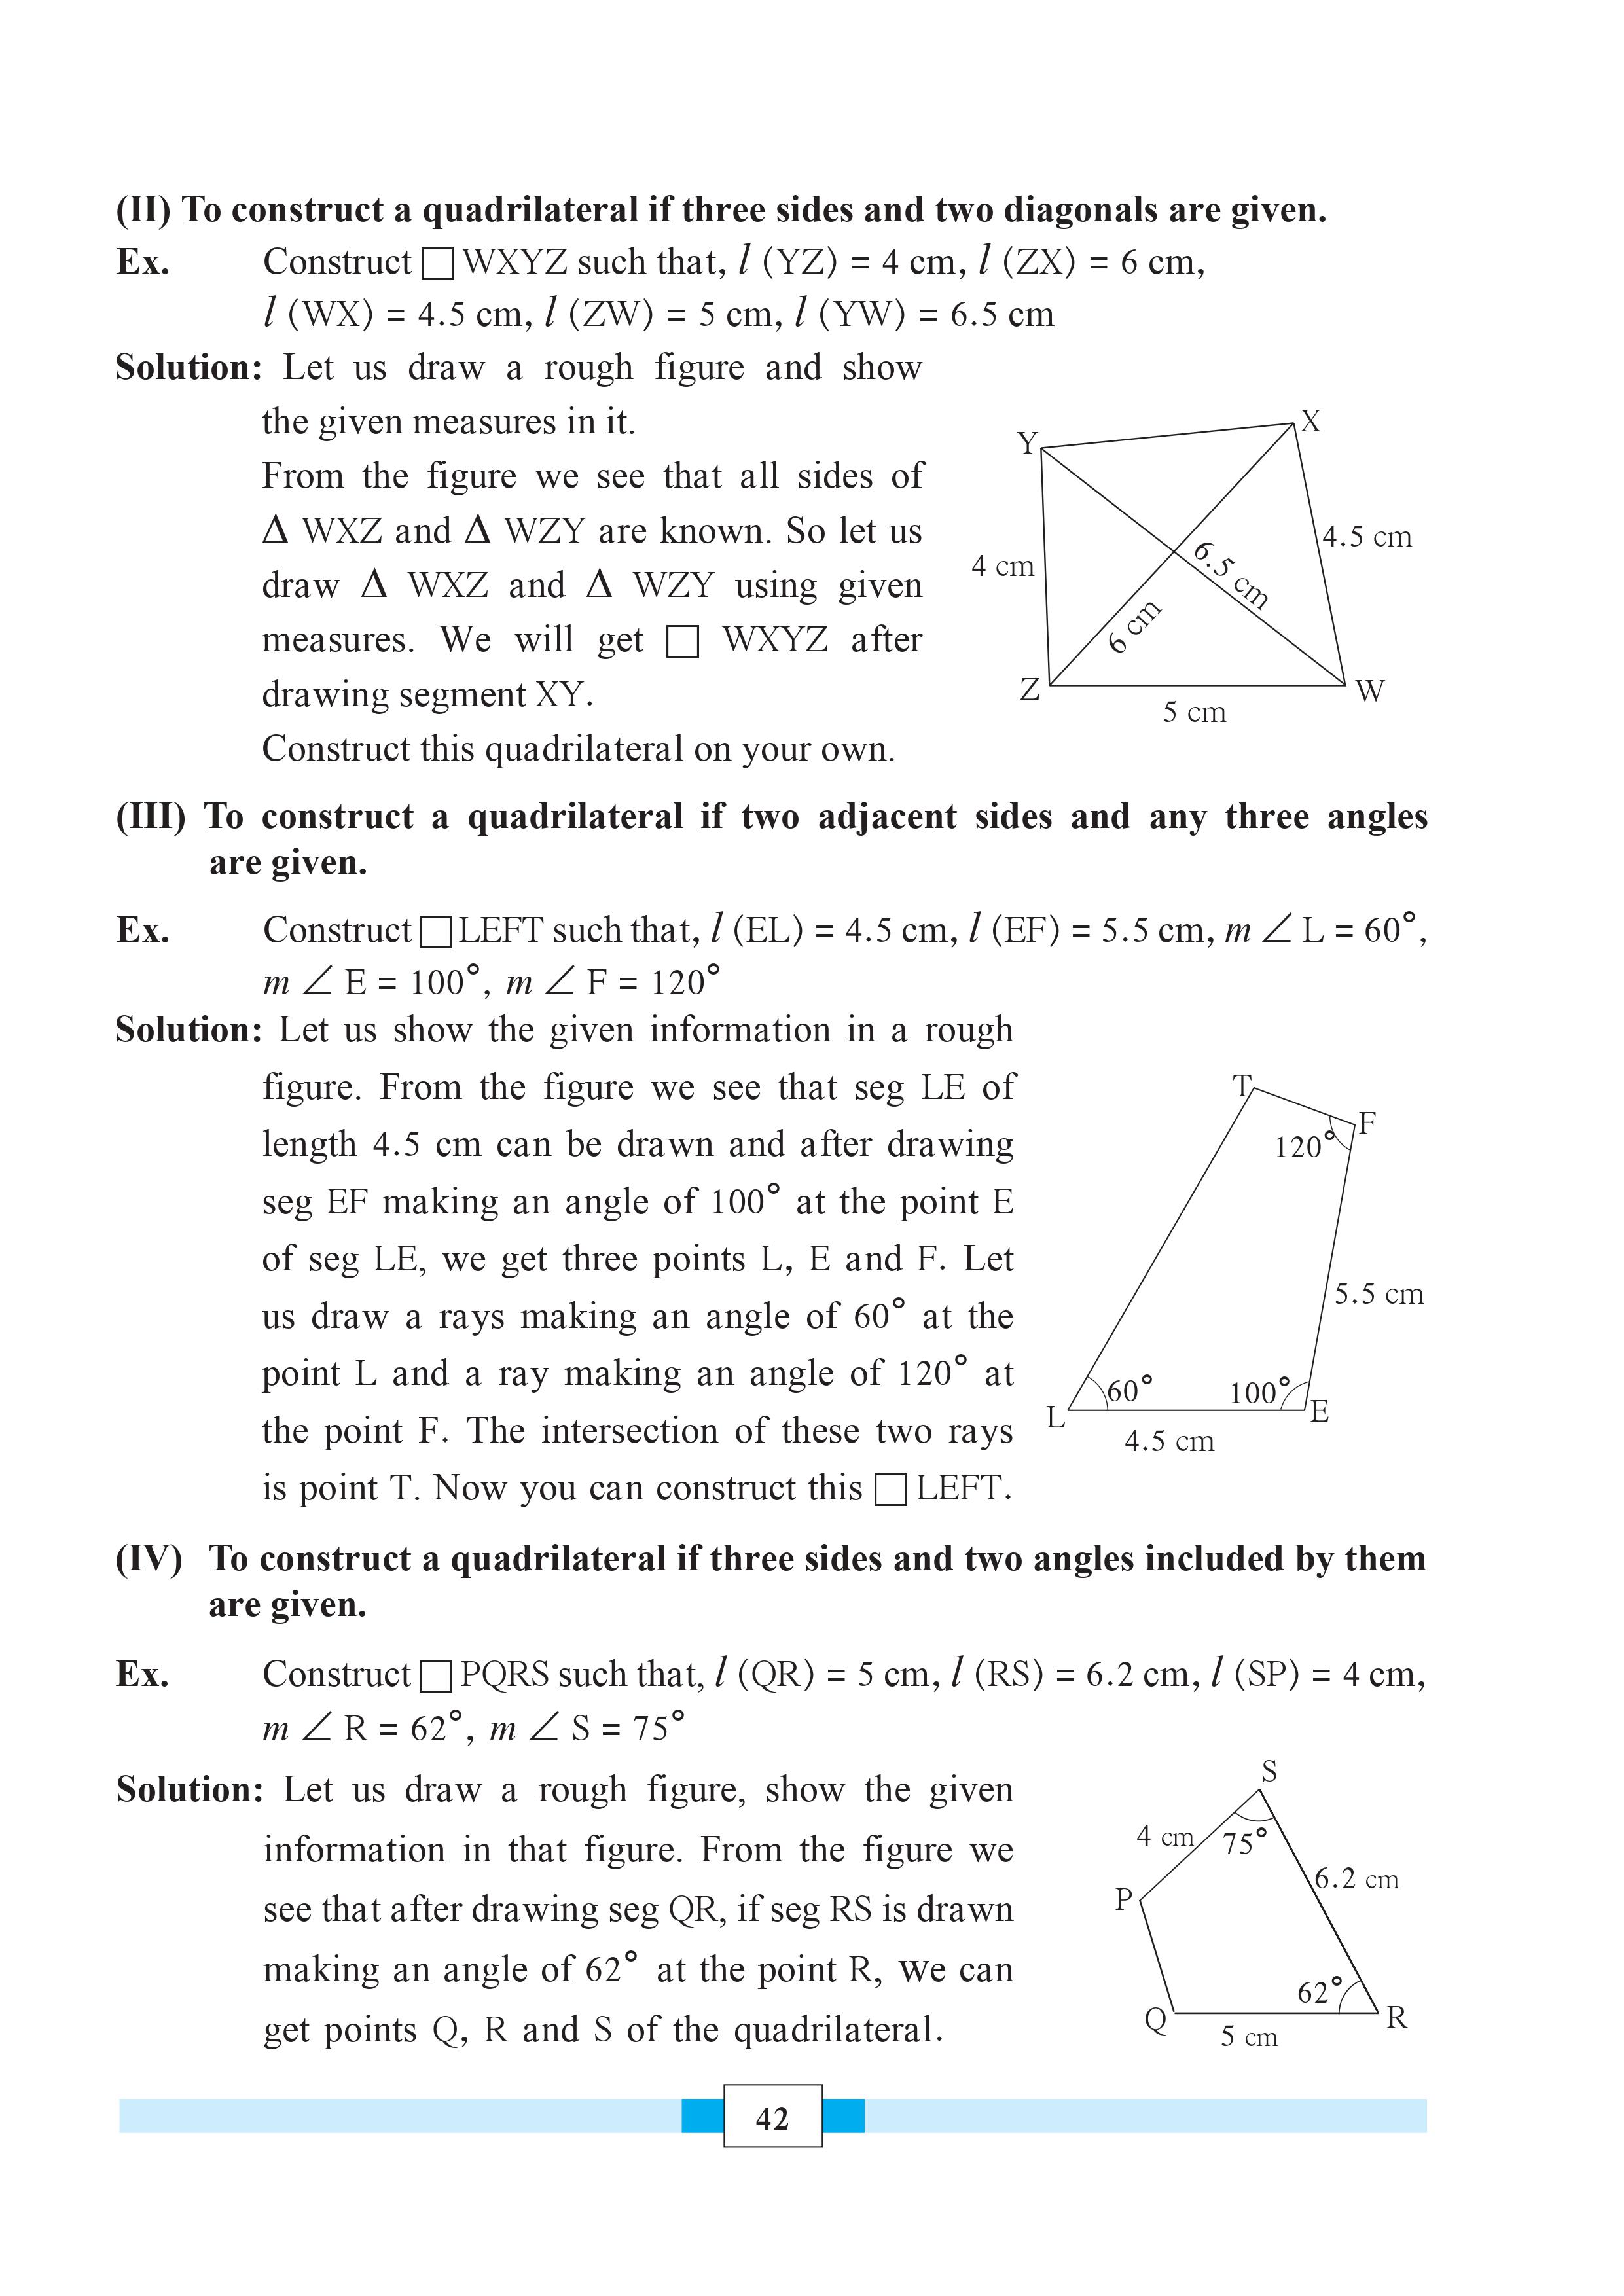 (II) To construct a quadrilateral if three sides and two diagonals are given.
Ex. Construct □ WXYZ such that, l (YZ) = 4 cm, l (ZX) = 6 cm,
l (WX) = 4.5 cm, l (ZW) = 5 cm, l (YW) = 6.5 cm
Solution: Let us draw a rough figure and show
the given measures in it.
From the figure we see that all sides of
Δ WXZ and Δ WZY are known. So let us
draw Δ WXZ and Δ WZY using given
measures. We will get □ WXYZ after
drawing segment XY.
Construct this quadrilateral on your own.
X
Y
4.5 cm
4 cm
6.5 cm
6 cm
Z
W
5 cm
(III) To construct a quadrilateral if two adjacent sides and any three angles
are given.
Ex. Construct □ LEFT such that, l (EL) = 4.5 cm, l (EF) = 5.5 cm, m ∠ L = 60°,
m ∠ E = 100°, m ∠ F = 120°
Solution: Let us show the given information in a rough
figure. From the figure we see that seg LE of
length 4.5 cm can be drawn and after drawing
seg EF making an angle of 100° at the point E
of seg LE, we get three points L, E and F. Let
us draw a rays making an angle of 60° at the
point L and a ray making an angle of 120° at
the point F. The intersection of these two rays
is point T. Now you can construct this □ LEFT.
T
F
120°
5.5 cm
60°
100°
L
E
4.5 cm
(IV) To construct a quadrilateral if three sides and two angles included by them
are given.
Ex. Construct □ PQRS such that, l (QR) = 5 cm, l (RS) = 6.2 cm, l (SP) = 4 cm,
m ∠ R = 62°, m ∠ S = 75°
Solution: Let us draw a rough figure, show the given
information in that figure. From the figure we
see that after drawing seg QR, if seg RS is drawn
making an angle of 62° at the point R, we can
get points Q, R and S of the quadrilateral.
S
4 cm
75°
6.2 cm
P
62°
Q
R
5 cm
42